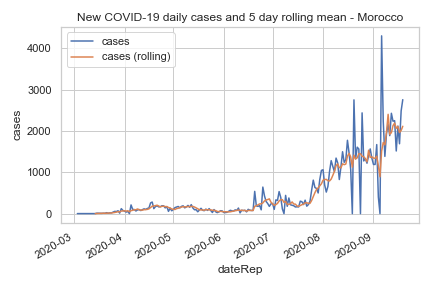 New COVID-19 daily cases and 5 day rolling mean - Morocco
cases
cases (rolling)
4000
3000
2000
1000
0
cases
2020-03
2020-04
2020-05
2020-06
2020-07
2020-08
2020-09
dateRep